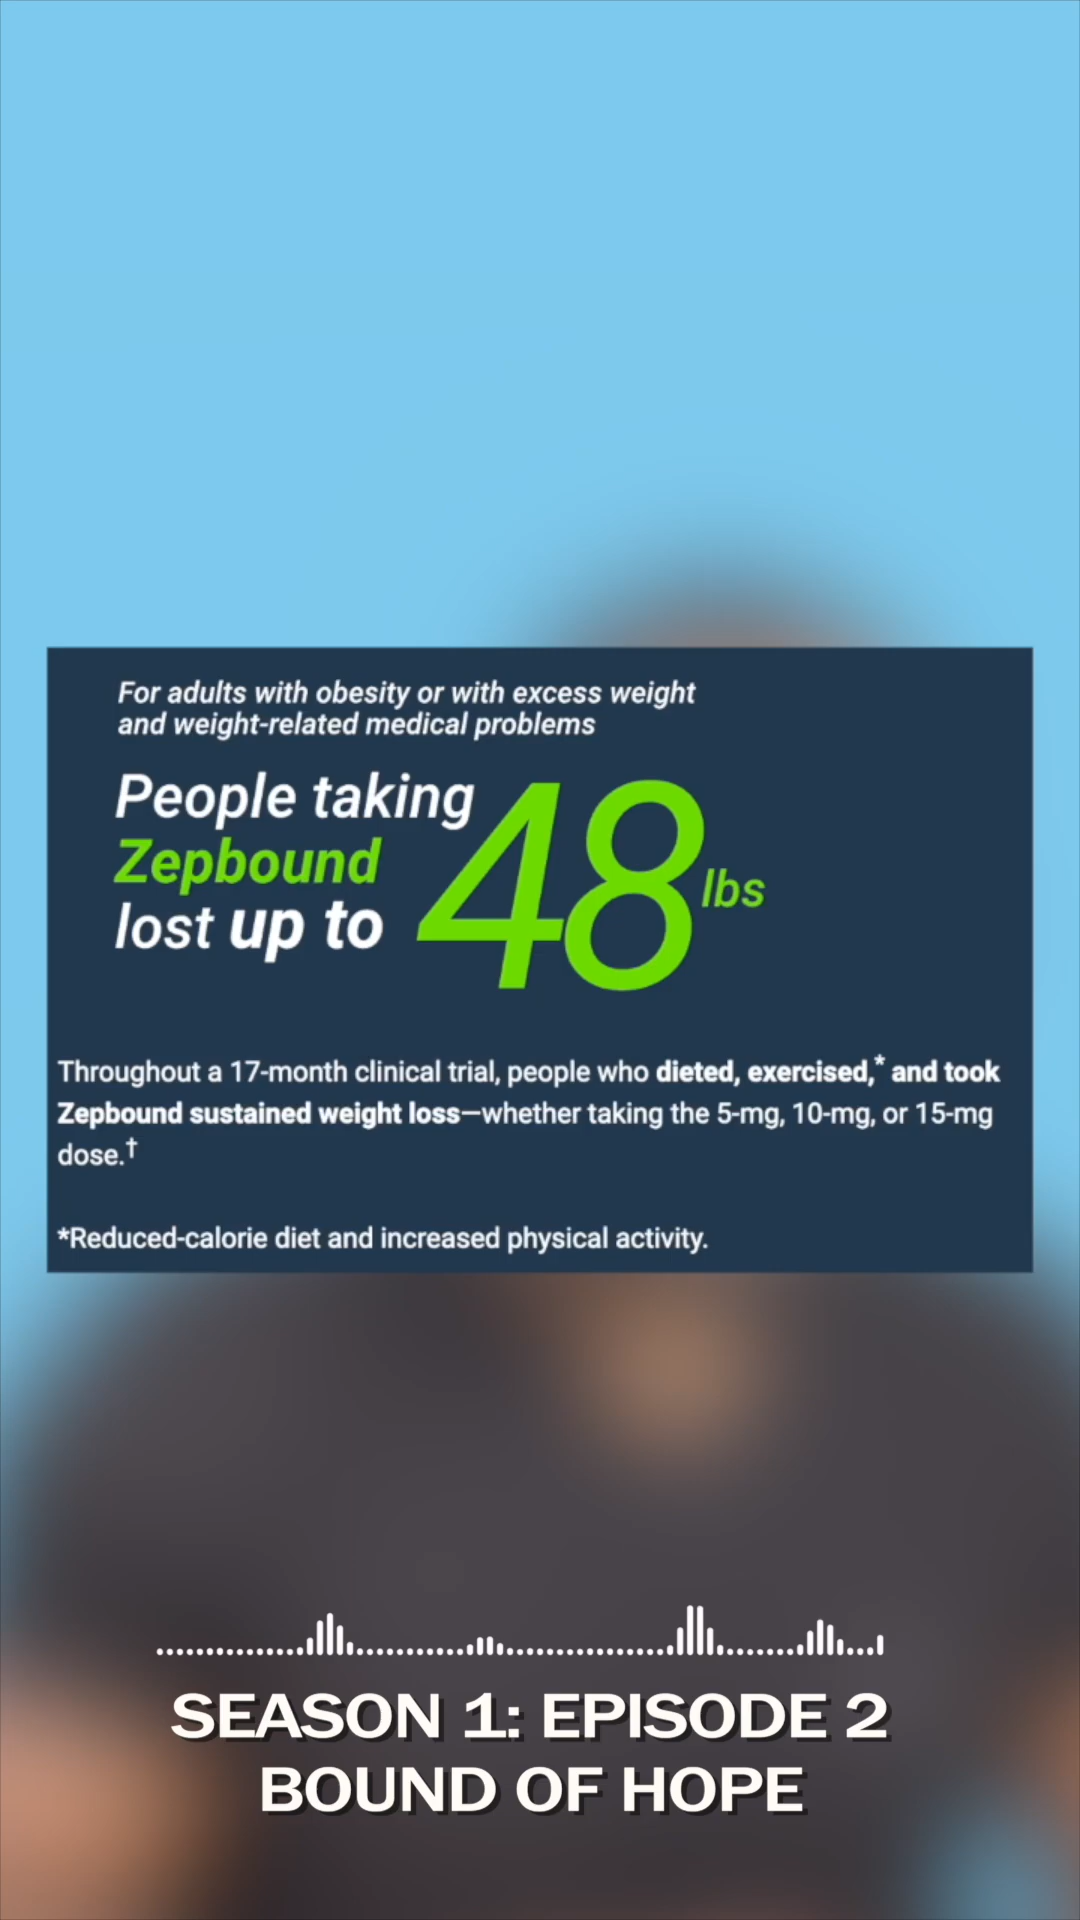 For adults with obesity or with excess weight
and weight-related medical problems
People taking
Zepbound
lost up to
48 lbs
Throughout a 17-month clinical trial, people who dieted, exercised,* and took
Zepbound sustained weight loss—whether taking the 5-mg, 10-mg, or 15-mg
dose.†
*Reduced-calorie diet and increased physical activity.
SEASON 1: EPISODE 2
BOUND OF HOPE